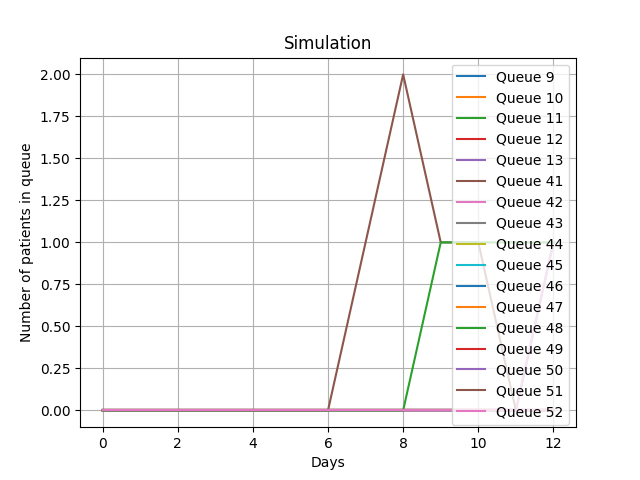 Simulation
2.00
1.75
1.50
1.25
1.00
0.75
0.50
0.25
0.00
Number of patients in queue
0 2 4 6 8 10 12
Days
Queue 9
Queue 10
Queue 11
Queue 12
Queue 13
Queue 41
Queue 42
Queue 43
Queue 44
Queue 45
Queue 46
Queue 47
Queue 48
Queue 49
Queue 50
Queue 51
Queue 52